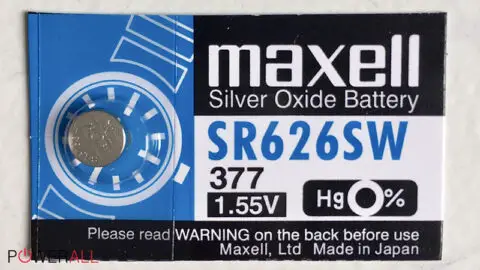 maxell
Silver Oxide Battery
SR626SW
377
1.55V
Hg 0%
Please read WARNING on the back before use
Maxell, Ltd Made in Japan
POWERALL